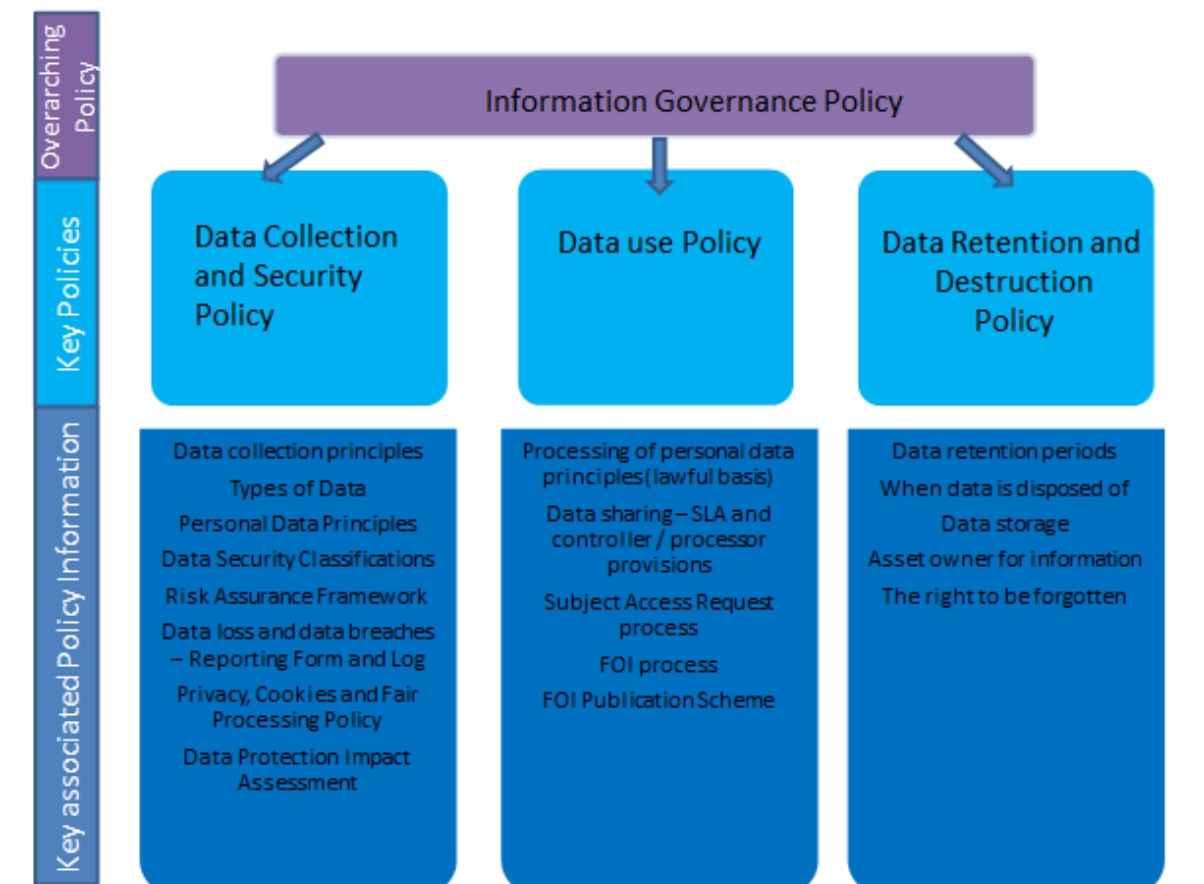 Overarching
Policy
Information Governance Policy
Key Policies
Data Collection
and Security
Policy
Data use Policy
Data Retention and
Destruction
Policy
Key associated Policy Information
Data collection principles
Types of Data
Personal Data Principles
Data Security Classifications
Risk Assurance Framework
Data loss and data breaches
– Reporting Form and Log
Privacy, Cookies and Fair
Processing Policy
Data Protection Impact
Assessment
Processing of personal data
principles(lawful basis)
Data sharing – SLA and
controller / processor
provisions
Subject Access Request
process
FOI process
FOI Publication Scheme
Data retention periods
When data is disposed of
Data storage
Asset owner for information
The right to be forgotten